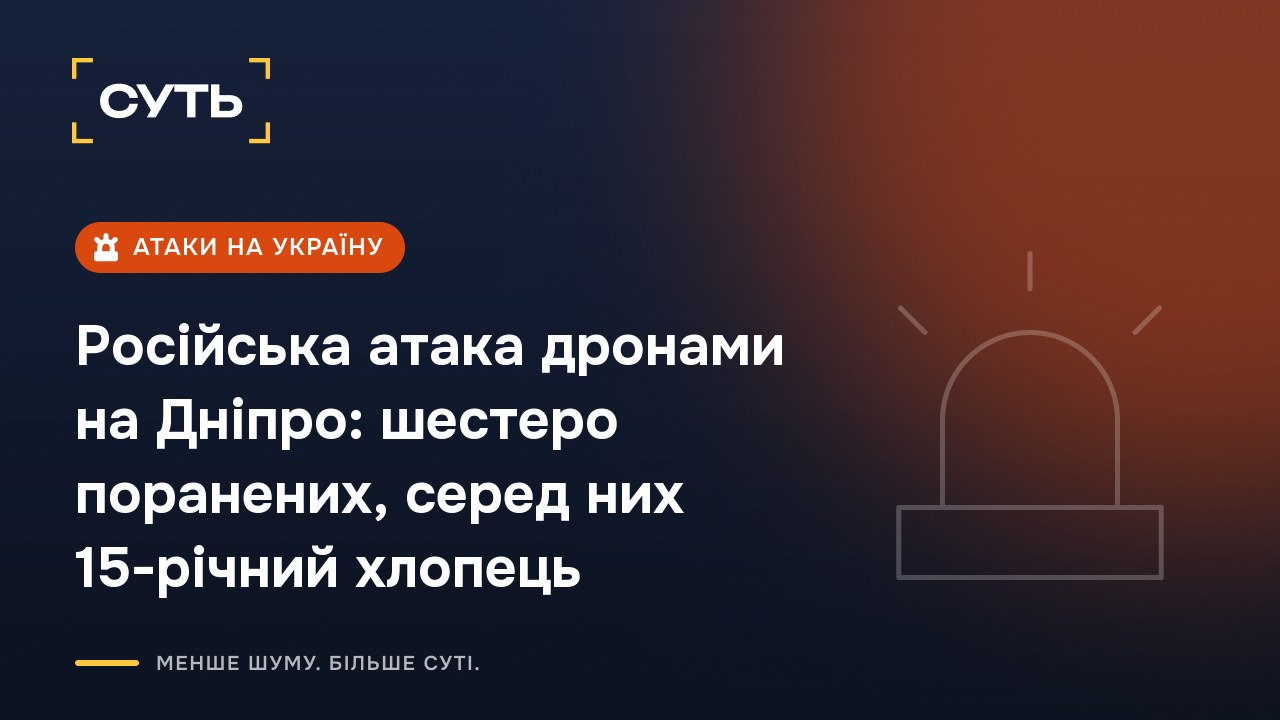 СУТЬ
АТАКИ НА УКРАЇНУ
Російська атака дронами
на Дніпро: шестеро
поранених, серед них
15-річний хлопець
МЕНШЕ ШУМУ. БІЛЬШЕ СУТІ.